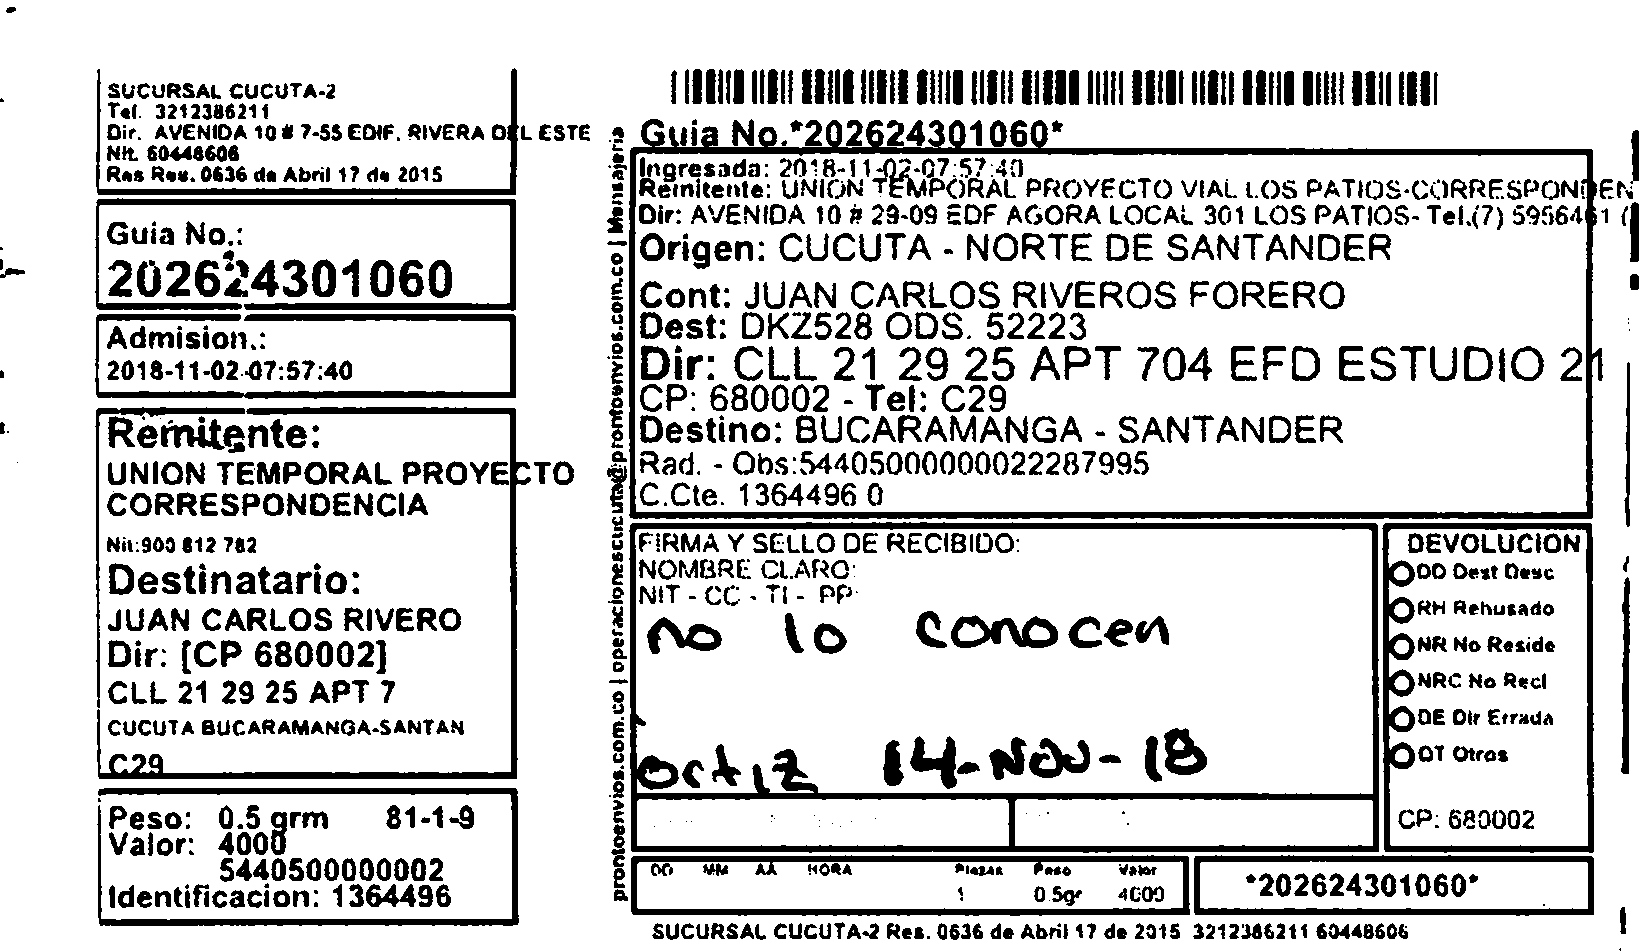 SUCURSAL CUCUTA-2
Tel. 3212386211
Dir. AVENIDA 10 # 7-55 EDIF. RIVERA DEL ESTE
Nit. 60448606
Res Res. 0636 de Abril 17 de 2015
Guia No.:
202624301060
Admision.:
2018-11-02-07:57:40
Remitente:
UNION TEMPORAL PROYECTO
CORRESPONDENCIA
Nit:900 812 782
Destinatario:
JUAN CARLOS RIVERO
Dir: [CP 680002]
CLL 21 29 25 APT 7
CUCUTA BUCARAMANGA-SANTAN
C29
Peso: 0.5 grm 81-1-9
Valor: 4000
5440500000002
Identificacion: 1364496
prontoenvios.com.co | operacionescucuta@prontoenvios.com.co | Mensajeria
Guia No.*202624301060*
Ingresada: 2018-11-02-07:57:40
Remitente: UNION TEMPORAL PROYECTO VIAL LOS PATIOS-CORRESPONDEN
Dir: AVENIDA 10 # 29-09 EDF AGORA LOCAL 301 LOS PATIOS- Tel.(7) 5956461 (
Origen: CUCUTA - NORTE DE SANTANDER
Cont: JUAN CARLOS RIVEROS FORERO
Dest: DKZ528 ODS. 52223
Dir: CLL 21 29 25 APT 704 EFD ESTUDIO 21
CP: 680002 - Tel: C29
Destino: BUCARAMANGA - SANTANDER
Rad. - Obs:54405000000022287995
C.Cte. 1364496 0
FIRMA Y SELLO DE RECIBIDO:
NOMBRE CLARO:
NIT - CC - TI - PP:
no lo conocen
ortiz 14-Nov-18
DEVOLUCION
DD Dest Desc
RH Rehusado
NR No Reside
NRC No Recl
DE Dir Errada
OT Otros
CP: 680002
DD MM AA HORA Piezas Peso Valor
1 0.5gr 4000
*202624301060*
SUCURSAL CUCUTA-2 Res. 0636 de Abril 17 de 2015 3212386211 60448606